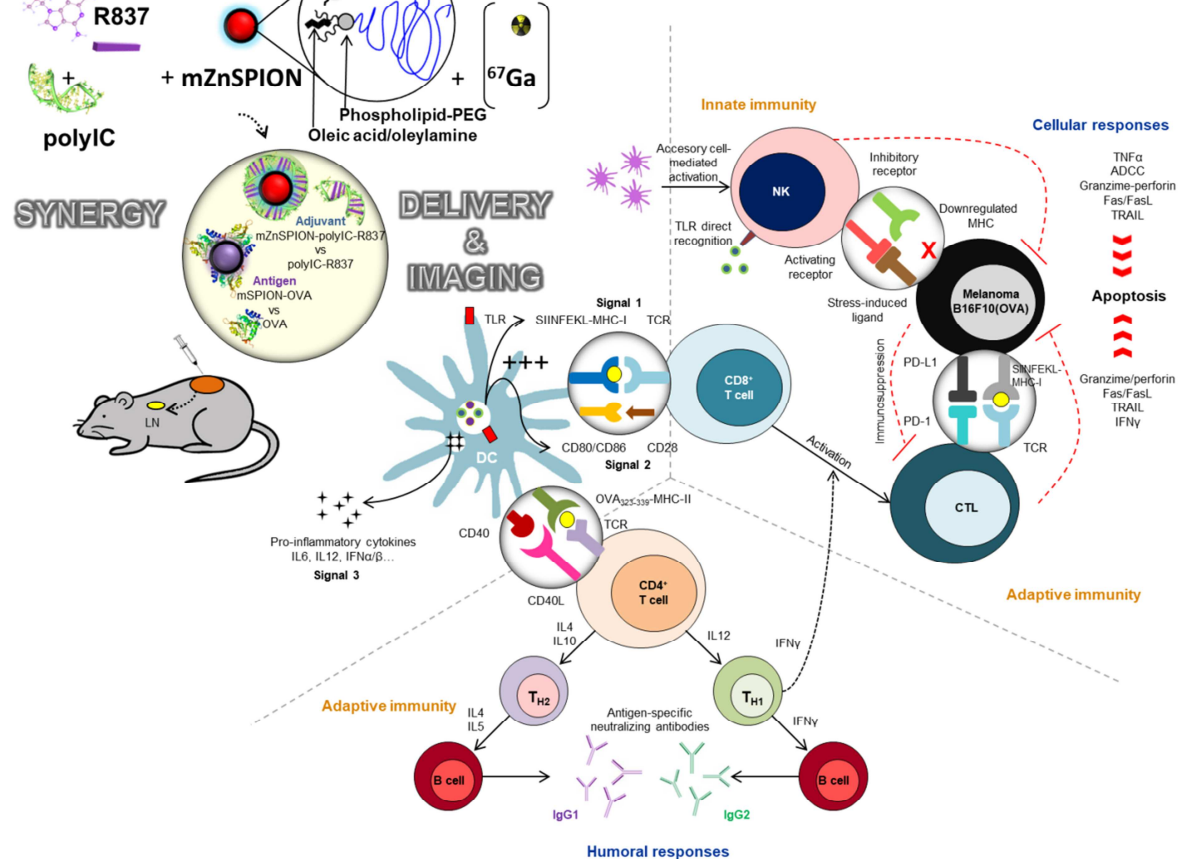 R837
+
polyIC
+ mZnSPION
+
67Ga
Phospholipid-PEG
Oleic acid/oleylamine
SYNERGY
Adjuvant
mZnSPION-polyIC-R837
vs
polyIC-R837
Antigen
mSPION-OVA
vs
OVA
DELIVERY
&
IMAGING
LN
TLR
DC
+++
Signal 1
SIINFEKL-MHC-I
TCR
CD80/CD86
CD28
Signal 2
CD8+
T cell
Activation
Pro-inflammatory cytokines
IL6, IL12, IFNα/β...
Signal 3
CD40
CD40L
OVA323-339-MHC-II
TCR
CD4+
T cell
IL4
IL10
IL12
IFNγ
TH2
TH1
Adaptive immunity
IL4
IL5
IFNγ
Antigen-specific
neutralizing antibodies
B cell
B cell
IgG1
IgG2
Humoral responses
Innate immunity
Accesory cell-
mediated
activation
TLR direct
recognition
NK
Inhibitory
receptor
Activating
receptor
Downregulated
MHC
X
Stress-induced
ligand
Melanoma
B16F10(OVA)
Immunosuppression
PD-L1
SIINFEKL-
MHC-I
PD-1
TCR
CTL
Adaptive immunity
Cellular responses
TNFα
ADCC
Granzime-perforin
Fas/FasL
TRAIL
Apoptosis
Granzime/perforin
Fas/FasL
TRAIL
IFNγ